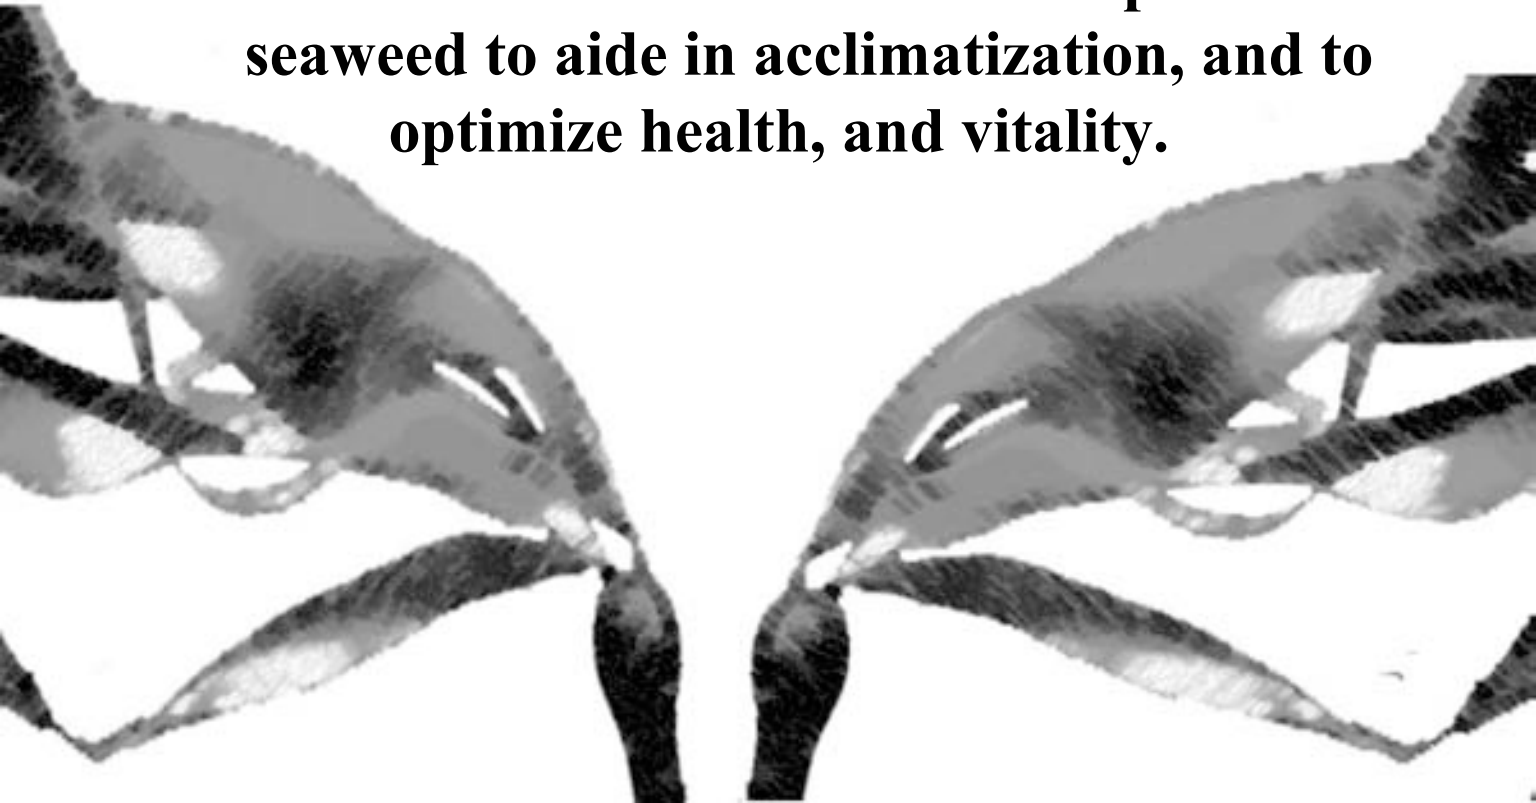 seaweed to aide in acclimatization, and to
optimize health, and vitality.